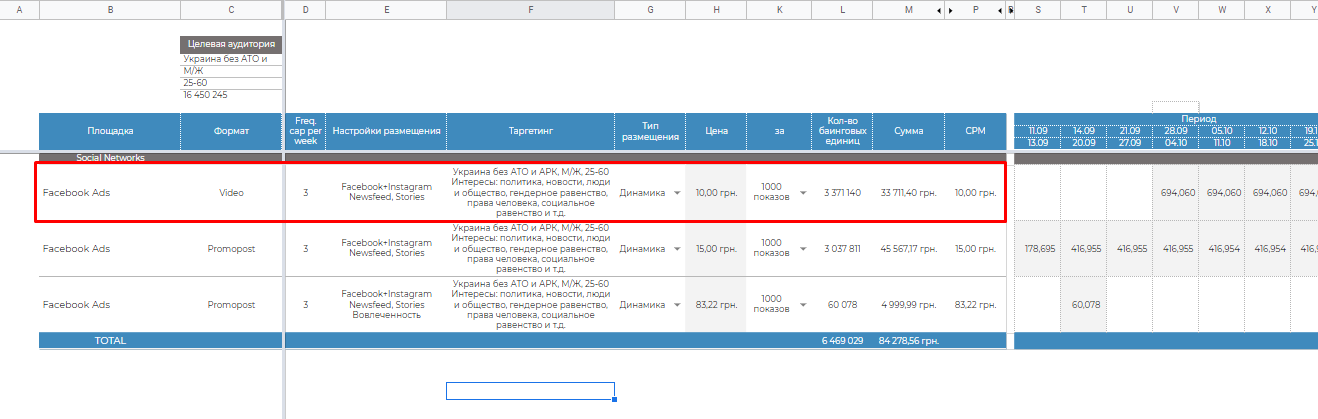 A B C D E F G H K L M P S T U V W X Y
Целевая аудитория
Украина без АТО и
М/Ж
25-60
16 450 245
Площадка Формат Freq. cap per week Настройки размещения Таргетинг Тип размещения Цена за Кол-во баинговых единиц Сумма CPM Период
11.09 14.09 21.09 28.09 05.10 12.10 19.1
13.09 20.09 27.09 04.10 11.10 18.10 25.1
Social Networks
Facebook Ads Video 3 Facebook+Instagram Newsfeed, Stories Украина без АТО и АРК, М/Ж, 25-60 Интересы: политика, новости, люди и общество, гендерное равенство, права человека, социальное равенство и т.д. Динамика 10,00 грн. 1000 показов 3 371 140 33 711,40 грн. 10,00 грн. 694,060 694,060 694,060 694,
Facebook Ads Promopost 3 Facebook+Instagram Newsfeed, Stories Украина без АТО и АРК, М/Ж, 25-60 Интересы: политика, новости, люди и общество, гендерное равенство, права человека, социальное равенство и т.д. Динамика 15,00 грн. 1000 показов 3 037 811 45 567,17 грн. 15,00 грн. 178,695 416,955 416,955 416,955 416,954 416,954 416,
Facebook Ads Promopost 3 Facebook+Instagram Newsfeed, Stories Вовлеченность Украина без АТО и АРК, М/Ж, 25-60 Интересы: политика, новости, люди и общество, гендерное равенство, права человека, социальное равенство и т.д. Динамика 83,22 грн. 1000 показов 60 078 4 999,99 грн. 83,22 грн. 60,078
TOTAL 6 469 029 84 278,56 грн.